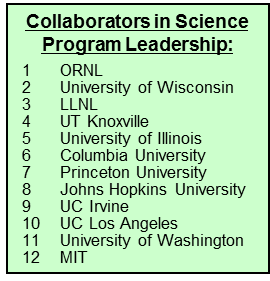 Collaborators in Science
Program Leadership:
1 ORNL
2 University of Wisconsin
3 LLNL
4 UT Knoxville
5 University of Illinois
6 Columbia University
7 Princeton University
8 Johns Hopkins University
9 UC Irvine
10 UC Los Angeles
11 University of Washington
12 MIT